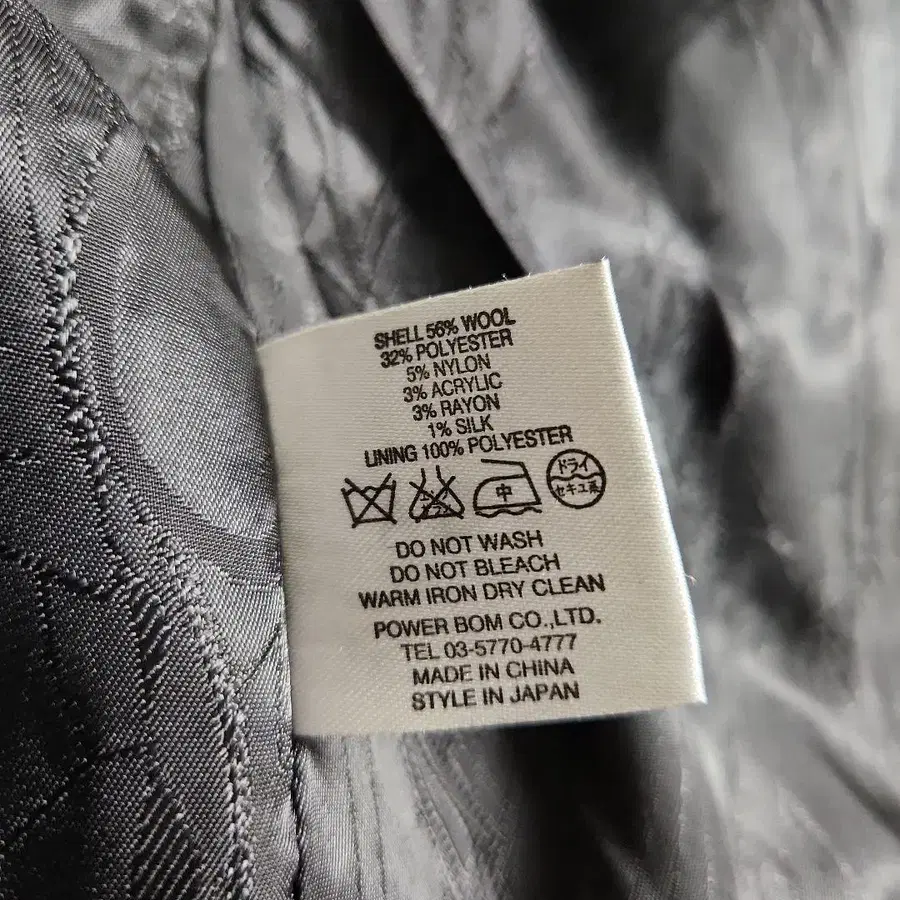 SHELL 56% WOOL
32% POLYESTER
5% NYLON
3% ACRYLIC
3% RAYON
1% SILK
LINING 100% POLYESTER
中 ドライ
セキユ系
DO NOT WASH
DO NOT BLEACH
WARM IRON DRY CLEAN
POWER BOM CO.,LTD.
TEL 03-5770-4777
MADE IN CHINA
STYLE IN JAPAN